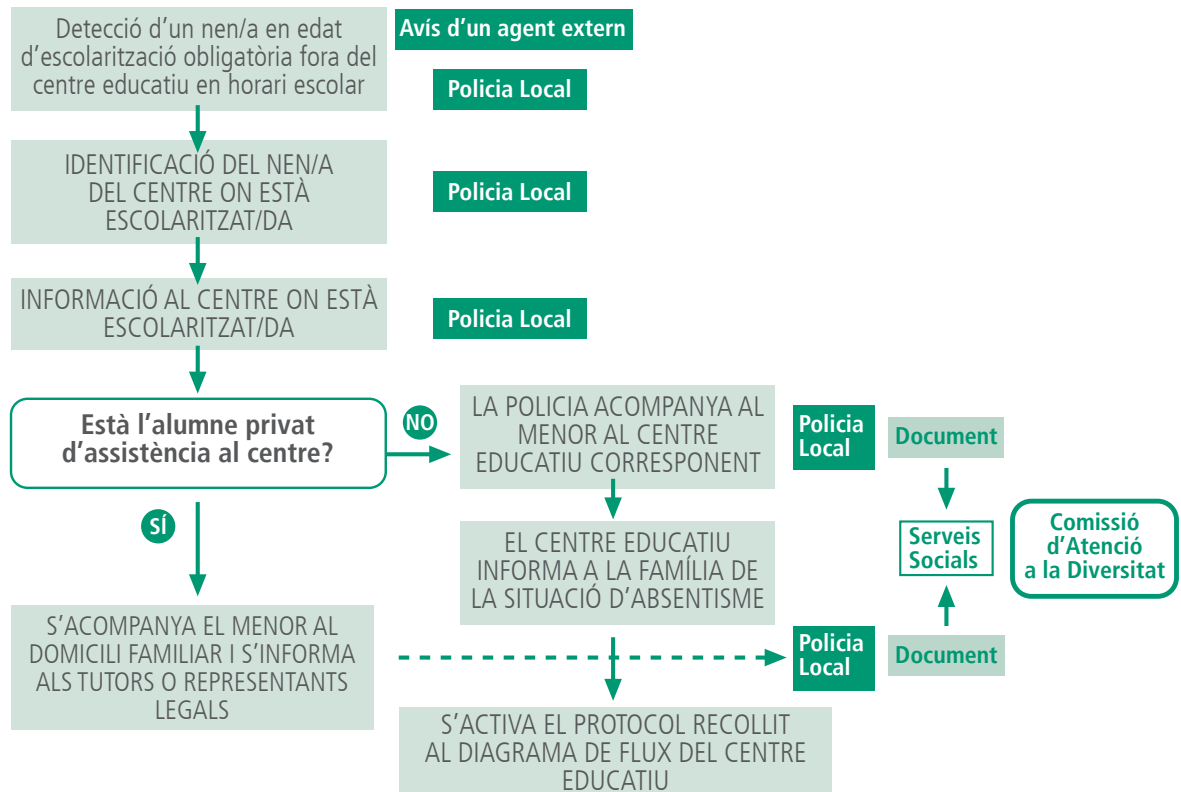 Detecció d’un nen/a en edat
d’escolarització obligatòria fora del
centre educatiu en horari escolar
Avís d’un agent extern
Policia Local
IDENTIFICACIÓ DEL NEN/A
DEL CENTRE ON ESTÀ
ESCOLARITZAT/DA
Policia Local
INFORMACIÓ AL CENTRE ON ESTÀ
ESCOLARITZAT/DA
Policia Local
Està l’alumne privat
d’assistència al centre?
NO
LA POLICIA ACOMPANYA AL
MENOR AL CENTRE
EDUCATIU CORRESPONENT
Policia
Local
Document
SÍ
EL CENTRE EDUCATIU
INFORMA A LA FAMÍLIA DE
LA SITUACIÓ D’ABSENTISME
Serveis
Socials
Comissió
d’Atenció
a la Diversitat
S’ACOMPANYA EL MENOR AL
DOMICILI FAMILIAR I S’INFORMA
ALS TUTORS O REPRESENTANTS
LEGALS
Policia
Local
Document
S’ACTIVA EL PROTOCOL RECOLLIT
AL DIAGRAMA DE FLUX DEL CENTRE
EDUCATIU